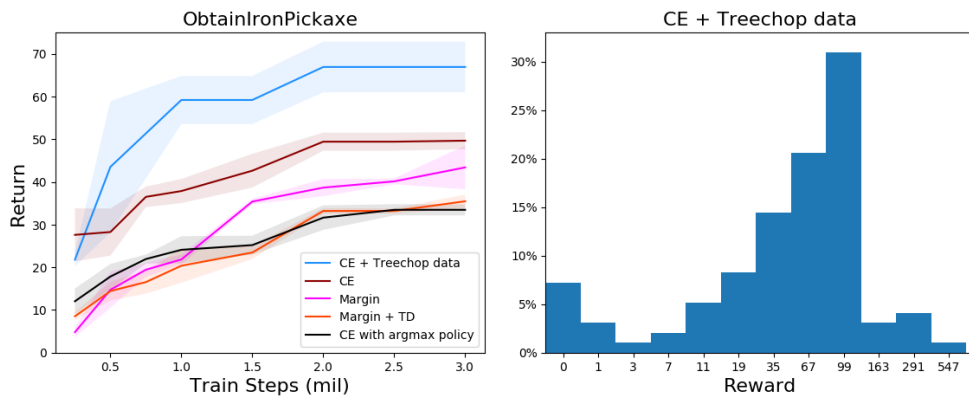 ObtainIronPickaxe
70
60
50
40
30
20
10
0
Return
0.5 1.0 1.5 2.0 2.5 3.0
Train Steps (mil)
CE + Treechop data
CE
Margin
Margin + TD
CE with argmax policy
CE + Treechop data
30%
25%
20%
15%
10%
5%
0%
0 1 3 7 11 19 35 67 99 163 291 547
Reward